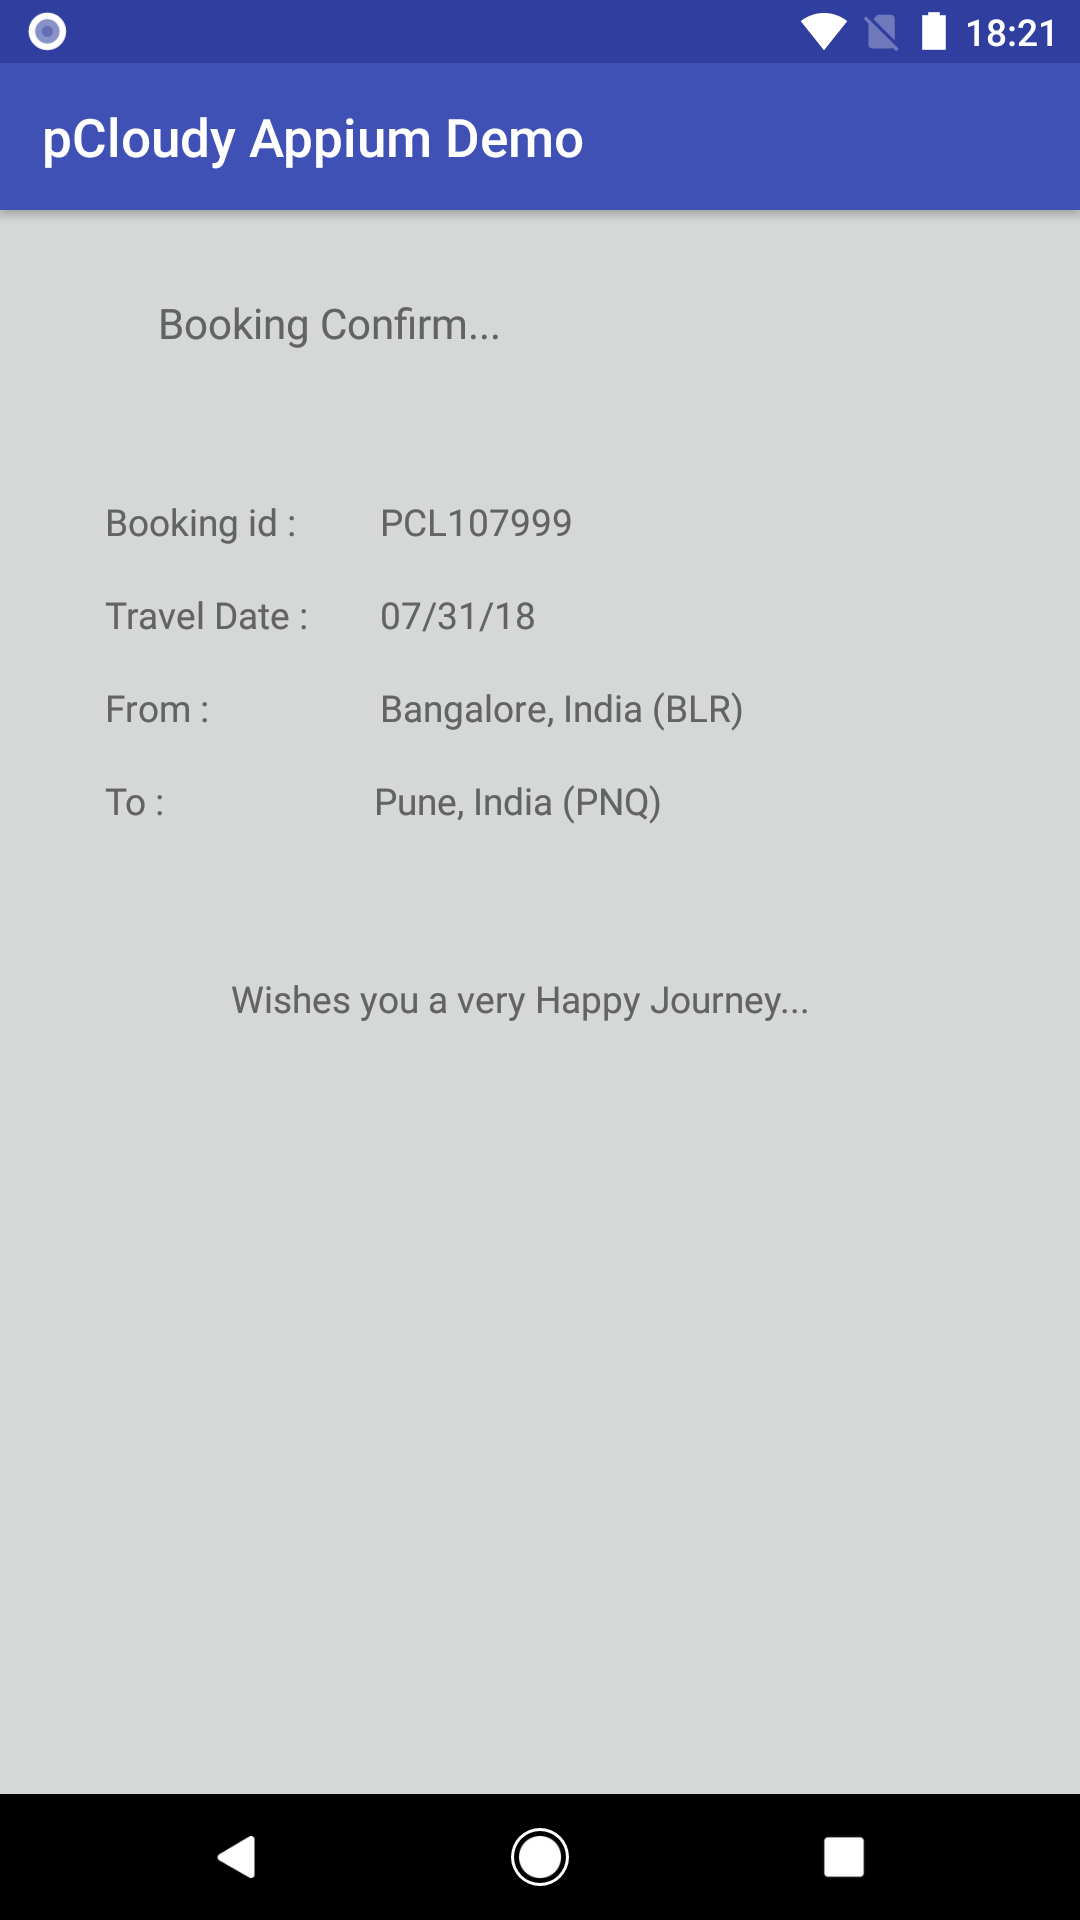 18:21
pCloudy Appium Demo
Booking Confirm...
Booking id : PCL107999
Travel Date : 07/31/18
From : Bangalore, India (BLR)
To : Pune, India (PNQ)
Wishes you a very Happy Journey...